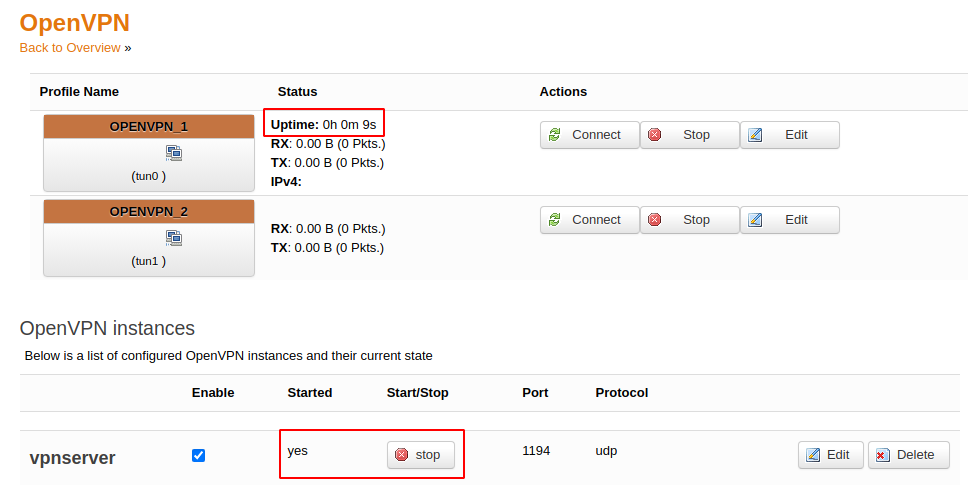 OpenVPN
Back to Overview »
Profile Name Status Actions
OPENVPN_1
(tun0 )
Uptime: 0h 0m 9s
RX: 0.00 B (0 Pkts.)
TX: 0.00 B (0 Pkts.)
IPv4:
Connect Stop Edit
OPENVPN_2
(tun1 )
RX: 0.00 B (0 Pkts.)
TX: 0.00 B (0 Pkts.)
Connect Stop Edit
OpenVPN instances
Below is a list of configured OpenVPN instances and their current state
Enable Started Start/Stop Port Protocol
vpnserver yes stop 1194 udp Edit Delete